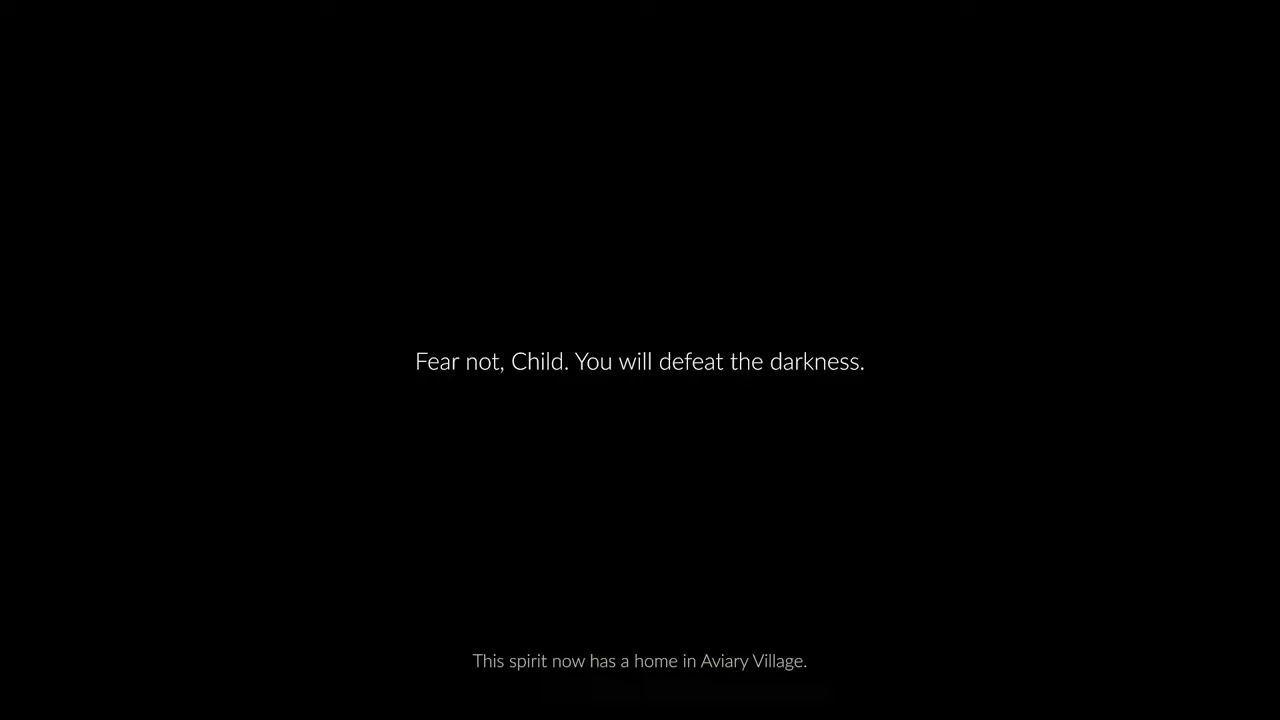 Fear not, Child. You will defeat the darkness.
This spirit now has a home in Aviary Village.